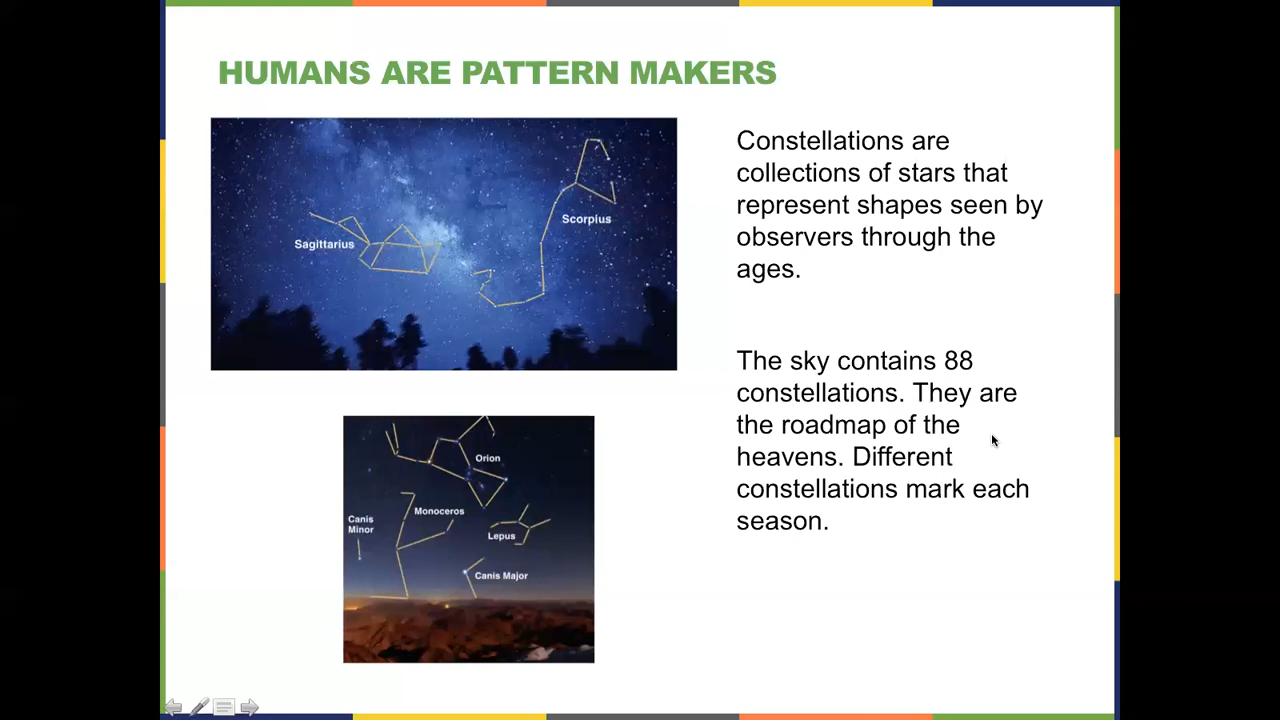 HUMANS ARE PATTERN MAKERS
Sagittarius
Scorpius
Constellations are
collections of stars that
represent shapes seen by
observers through the
ages.
The sky contains 88
constellations. They are
the roadmap of the
heavens. Different
constellations mark each
season.
Orion
Monoceros
Canis
Minor
Lepus
Canis Major